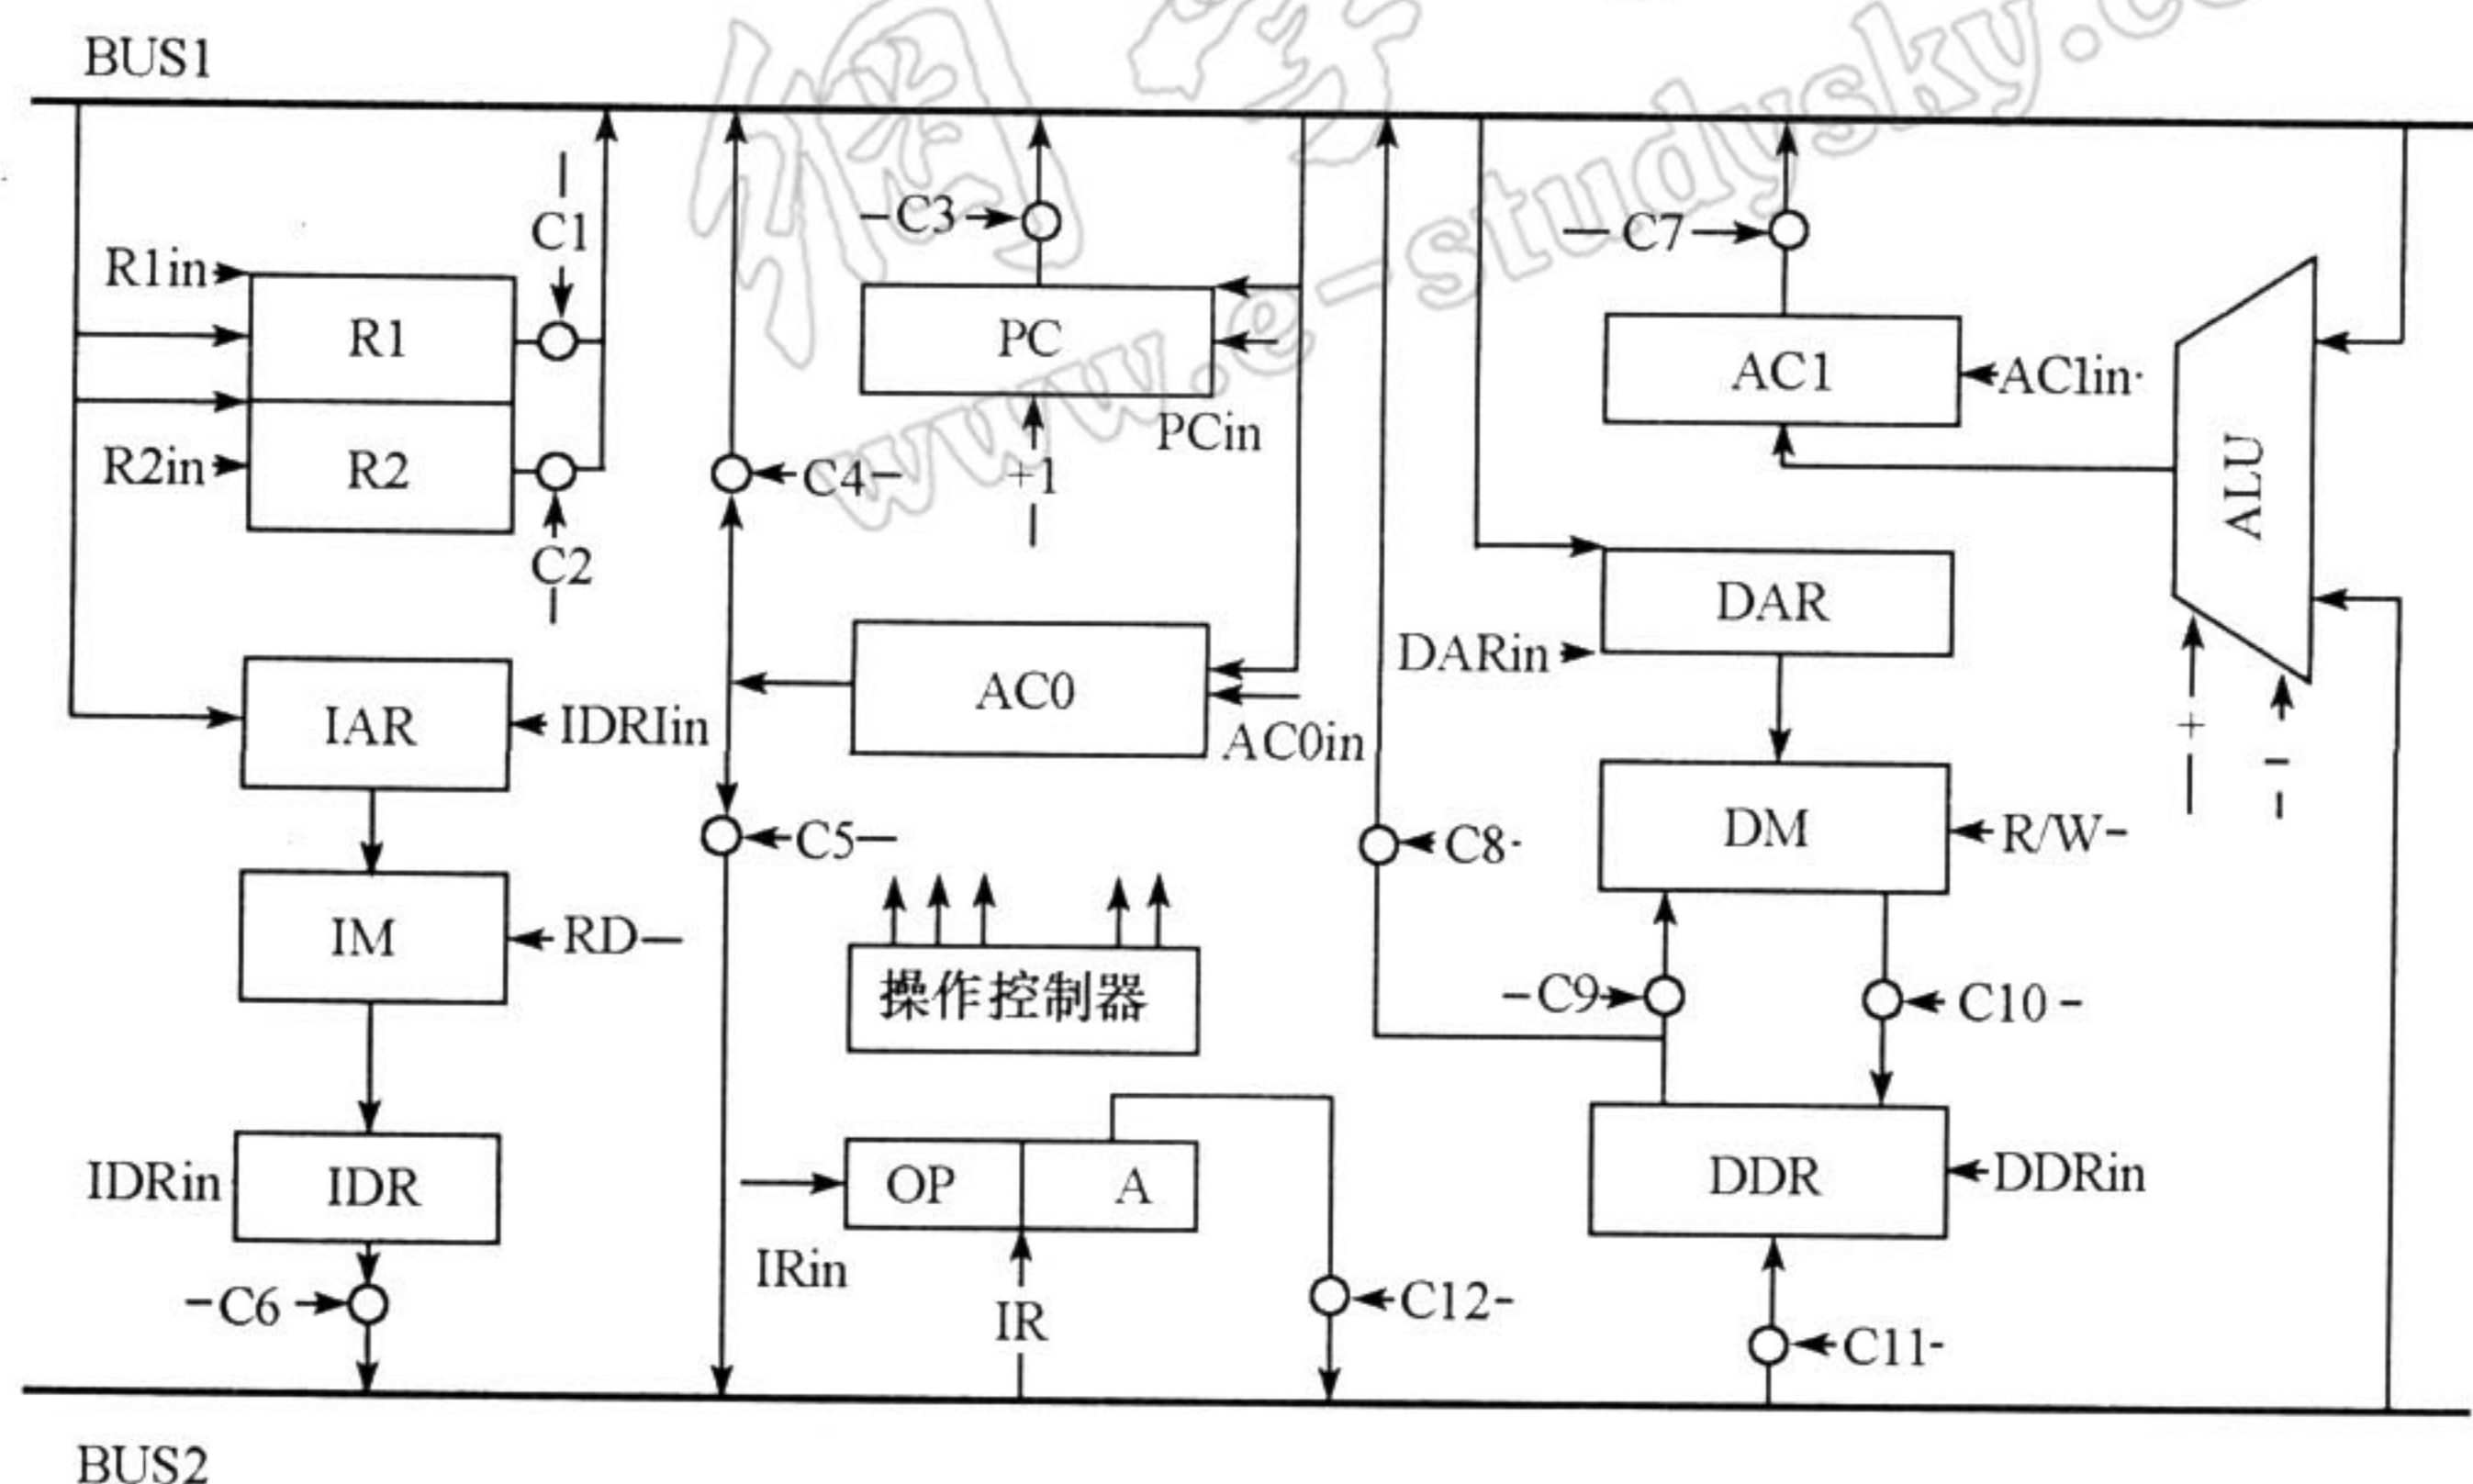 BUS1
C1
R1in
R1
R2in
R2
C2
C3
PC
PCin
+1
C4
C7
AC1
AC1in
ALU
DAR
DARin
IAR
IDRIin
AC0
AC0in
+
-
DM
R/W
C5
C8
IM
RD
操作控制器
C9
C10
IDRin
IDR
OP
A
DDR
DDRin
IRin
IR
C6
C12
C11
BUS2
www.e-studysky.c